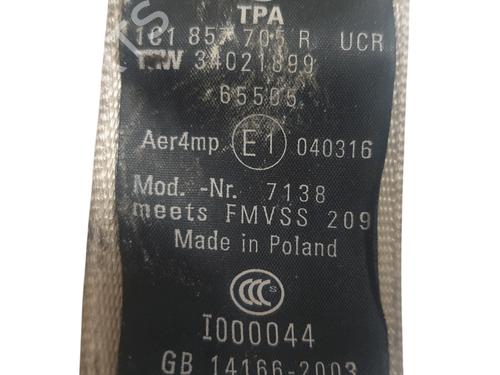 TPA
1C1 857 705 R UCR
TRW 34021899
65505
Aer4mp E1 040316
Mod. -Nr. 7138
meets FMVSS 209
Made in Poland
CCC S
I000044
GB 14166-2003